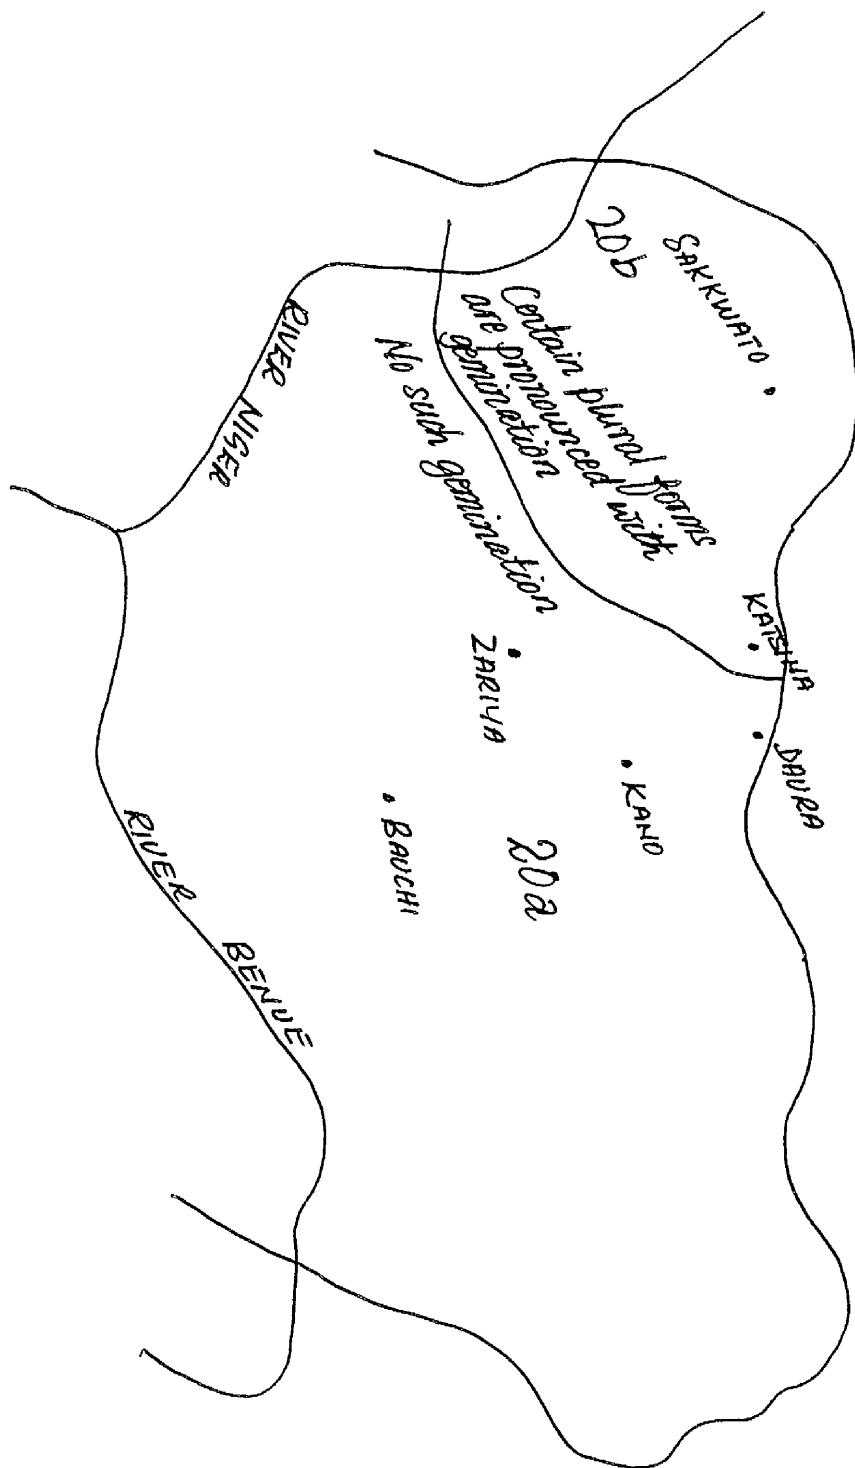 SAKKWATO
20b
KATSINA
DAURA
Certain plural forms
are pronounced with
gemination
No such gemination
KANO
ZARIYA
20a
BAUCHI
RIVER NIGER
RIVER BENUE